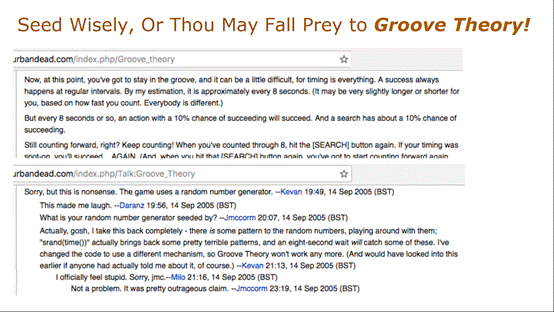 Seed Wisely, Or Thou May Fall Prey to Groove Theory!
urbandead.com/index.php/Groove_theory
Now, at this point, you've got to stay in the groove, and it can be a little difficult, for timing is everything. A success always
happens at regular intervals. By my estimation, it is approximately every 8 seconds. (It may be very slightly longer or shorter for
you, based on how fast you count. Everybody is different.)
But every 8 seconds or so, an action with a 10% chance of succeeding will succeed. And a search has about a 10% chance of
succeeding.
Still counting forward, right? Keep counting! When you've counted through 8, hit the [SEARCH] button again. If your timing was
spot-on, you'll succeed... AGAIN. (And, when you hit that [SEARCH] button again, you've got to start counting forward again
urbandead.com/index.php/Talk:Groove_Theory
Sorry, but this is nonsense. The game uses a random number generator. --Kevan 19:49, 14 Sep 2005 (BST)
This made me laugh. --Daranz 19:56, 14 Sep 2005 (BST)
What is your random number generator seeded by? --Jmccorm 20:07, 14 Sep 2005 (BST)
Actually, gosh, I take this back completely - there is some pattern to the random numbers, playing around with them;
"srand(time())" actually brings back some pretty terrible patterns, and an eight-second wait will catch some of these. I've
changed the code to use a different mechanism, so Groove Theory won't work any more. (And would have looked into this
earlier if anyone had actually told me about it, of course.) --Kevan 21:13, 14 Sep 2005 (BST)
I officially feel stupid. Sorry, jmc.--Milo 21:16, 14 Sep 2005 (BST)
Not a problem. It was pretty outrageous claim. --Jmccorm 23:19, 14 Sep 2005 (BST)